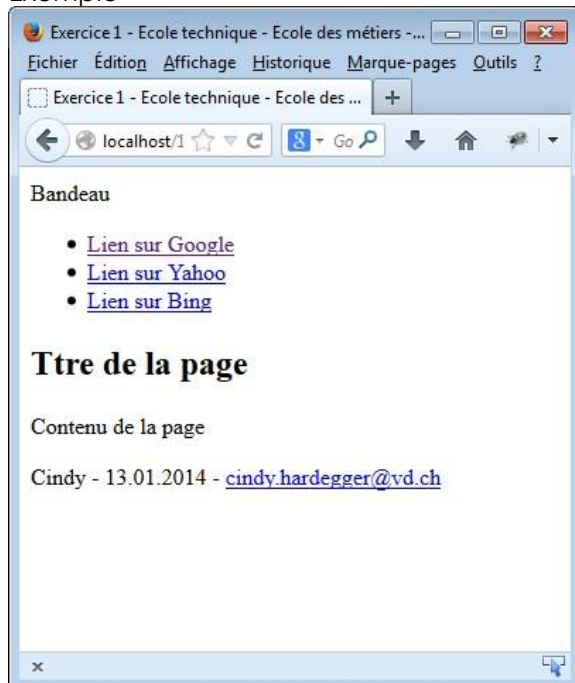 Exemple
Exercice 1 - Ecole technique - Ecole des métiers -...
Fichier Édition Affichage Historique Marque-pages Outils ?
Exercice 1 - Ecole technique - Ecole des ... +
localhost/1 8 Go
Bandeau
Lien sur Google
Lien sur Yahoo
Lien sur Bing
Ttre de la page
Contenu de la page
Cindy - 13.01.2014 - cindy.hardegger@vd.ch
x